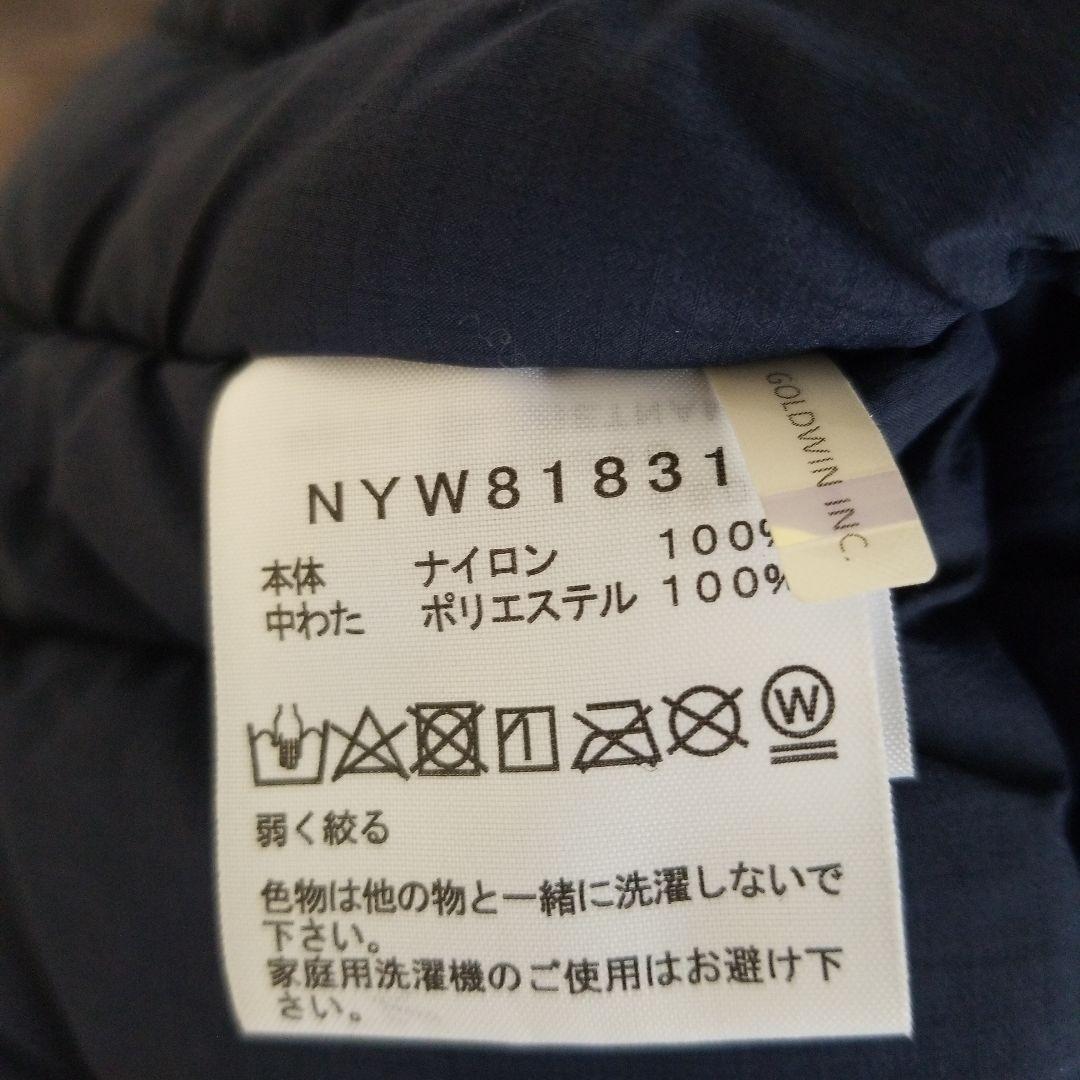 NYW81831
GOLDWIN INC.
本体 ナイロン 100%
中わた ポリエステル 100%
W
弱く絞る
色物は他の物と一緒に洗濯しないで
下さい。
家庭用洗濯機のご使用はお避け下
さい。